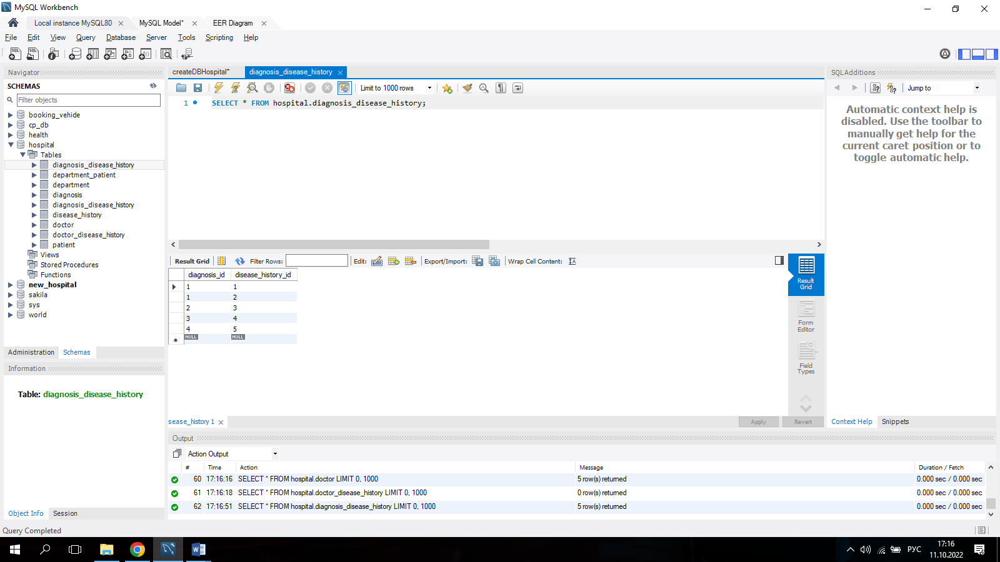 MySQL Workbench
Local instance MySQL80
MySQL Model*
EER Diagram
File Edit View Query Database Server Tools Scripting Help
Navigator
SCHEMAS
Filter objects
booking_vehide
cp_db
health
hospital
Tables
diagnosis_disease_history
department_patient
department
diagnosis
diagnosis_disease_history
disease_history
doctor
doctor_disease_history
patient
Views
Stored Procedures
Functions
new_hospital
sakila
sys
world
Administration Schemas
Information
Table: diagnosis_disease_history
Object Info Session
Query Completed
createDBHospital*
diagnosis_disease_history
Limit to 1000 rows
1 SELECT * FROM hospital.diagnosis_disease_history;
Result Grid Filter Rows: Edit: Export/Import: Wrap Cell Content:
diagnosis_id disease_history_id
1 1
1 2
2 3
3 4
4 5
NULL NULL
Result Grid
Form Editor
Field Types
sease_history 1
Apply Revert
SQLAdditions
Jump to
Automatic context help is
disabled. Use the toolbar to
manually get help for the
current caret position or to
toggle automatic help.
Context Help Snippets
Output
Action Output
# Time Action Message Duration / Fetch
60 17:16:16 SELECT * FROM hospital.doctor LIMIT 0, 1000 5 row(s) returned 0.000 sec / 0.000 sec
61 17:16:18 SELECT * FROM hospital.doctor_disease_history LIMIT 0, 1000 0 row(s) returned 0.000 sec / 0.000 sec
62 17:16:51 SELECT * FROM hospital.diagnosis_disease_history LIMIT 0, 1000 5 row(s) returned 0.000 sec / 0.000 sec
РУС
17:16
11.10.2022